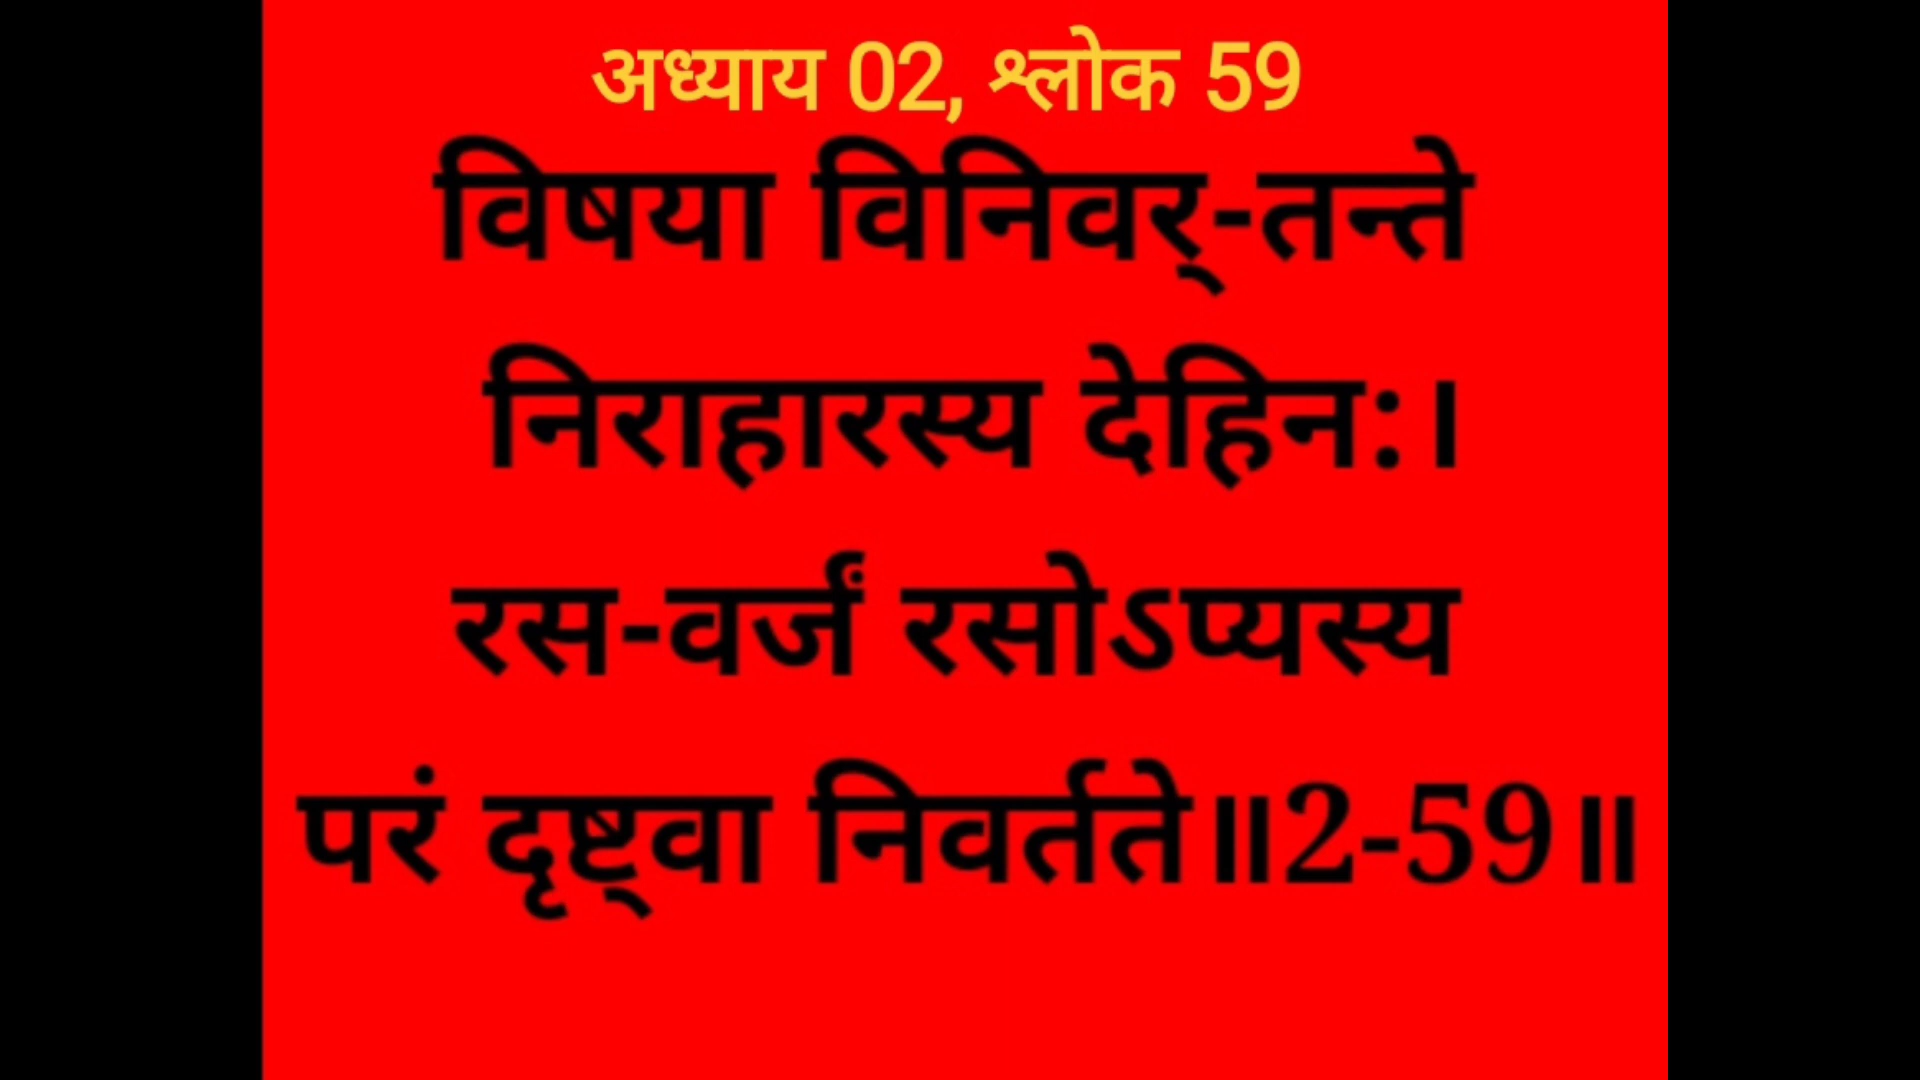 अध्याय 02, श्लोक 59
विषया विनिवर्-तन्ते
निराहारस्य देहिन:।
रस-वर्जं रसोऽप्यस्य
परं दृष्ट्वा निवर्तते॥2-59॥